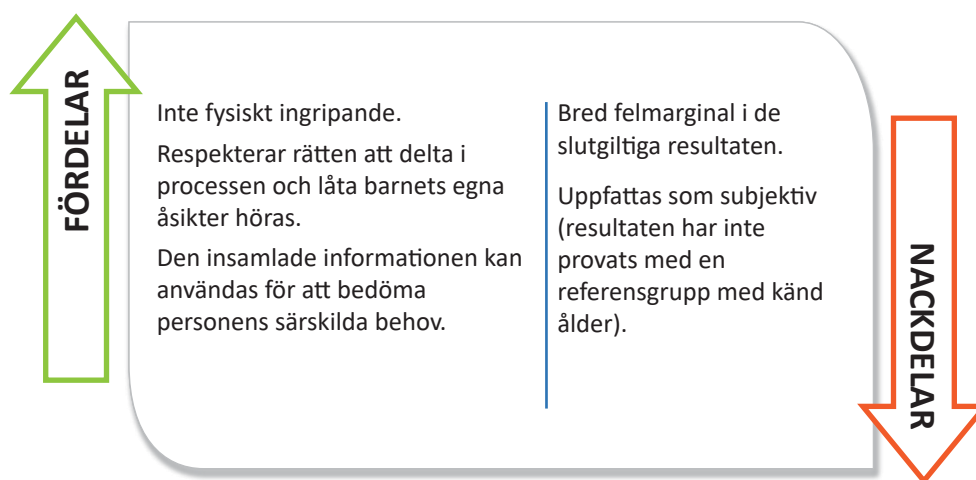 FÖRDELAR
Inte fysiskt ingripande.
Respekterar rätten att delta i
processen och låta barnets egna
åsikter höras.
Den insamlade informationen kan
användas för att bedöma
personens särskilda behov.
Bred felmarginal i de
slutgiltiga resultaten.
Uppfattas som subjektiv
(resultaten har inte
provats med en
referensgrupp med känd
ålder).
NACKDELAR